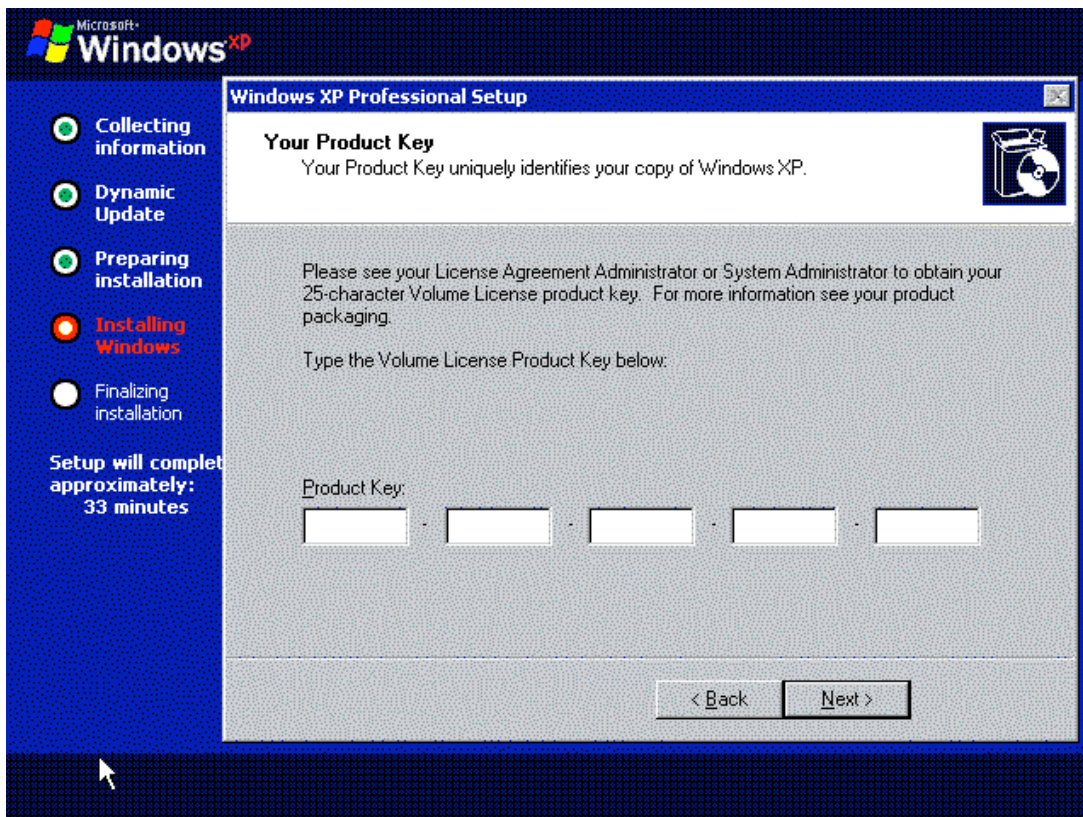 Microsoft
Windows xp
Windows XP Professional Setup
Collecting
information
Dynamic
Update
Preparing
installation
Installing
Windows
Finalizing
installation
Setup will complet
approximately:
33 minutes
Your Product Key
Your Product Key uniquely identifies your copy of Windows XP.
Please see your License Agreement Administrator or System Administrator to obtain your
25-character Volume License product key.  For more information see your product
packaging.
Type the Volume License Product Key below:
Product Key:
- - - -
< Back
Next >